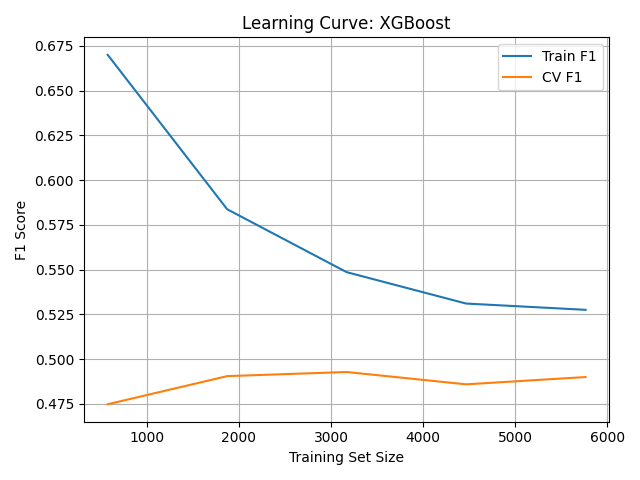 Learning Curve: XGBoost
Train F1
CV F1
0.675
0.650
0.625
0.600
0.575
0.550
0.525
0.500
0.475
F1 Score
1000 2000 3000 4000 5000 6000
Training Set Size